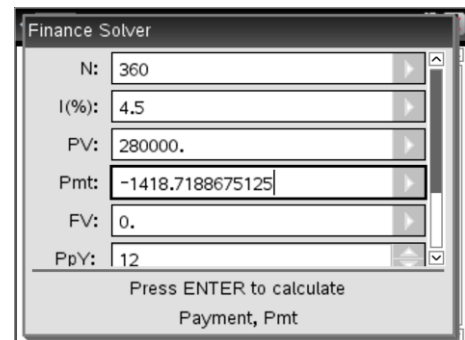 Finance Solver
N: 360
I(%): 4.5
PV: 280000.
Pmt: -1418.7188675125
FV: 0.
PpY: 12
Press ENTER to calculate
Payment, Pmt